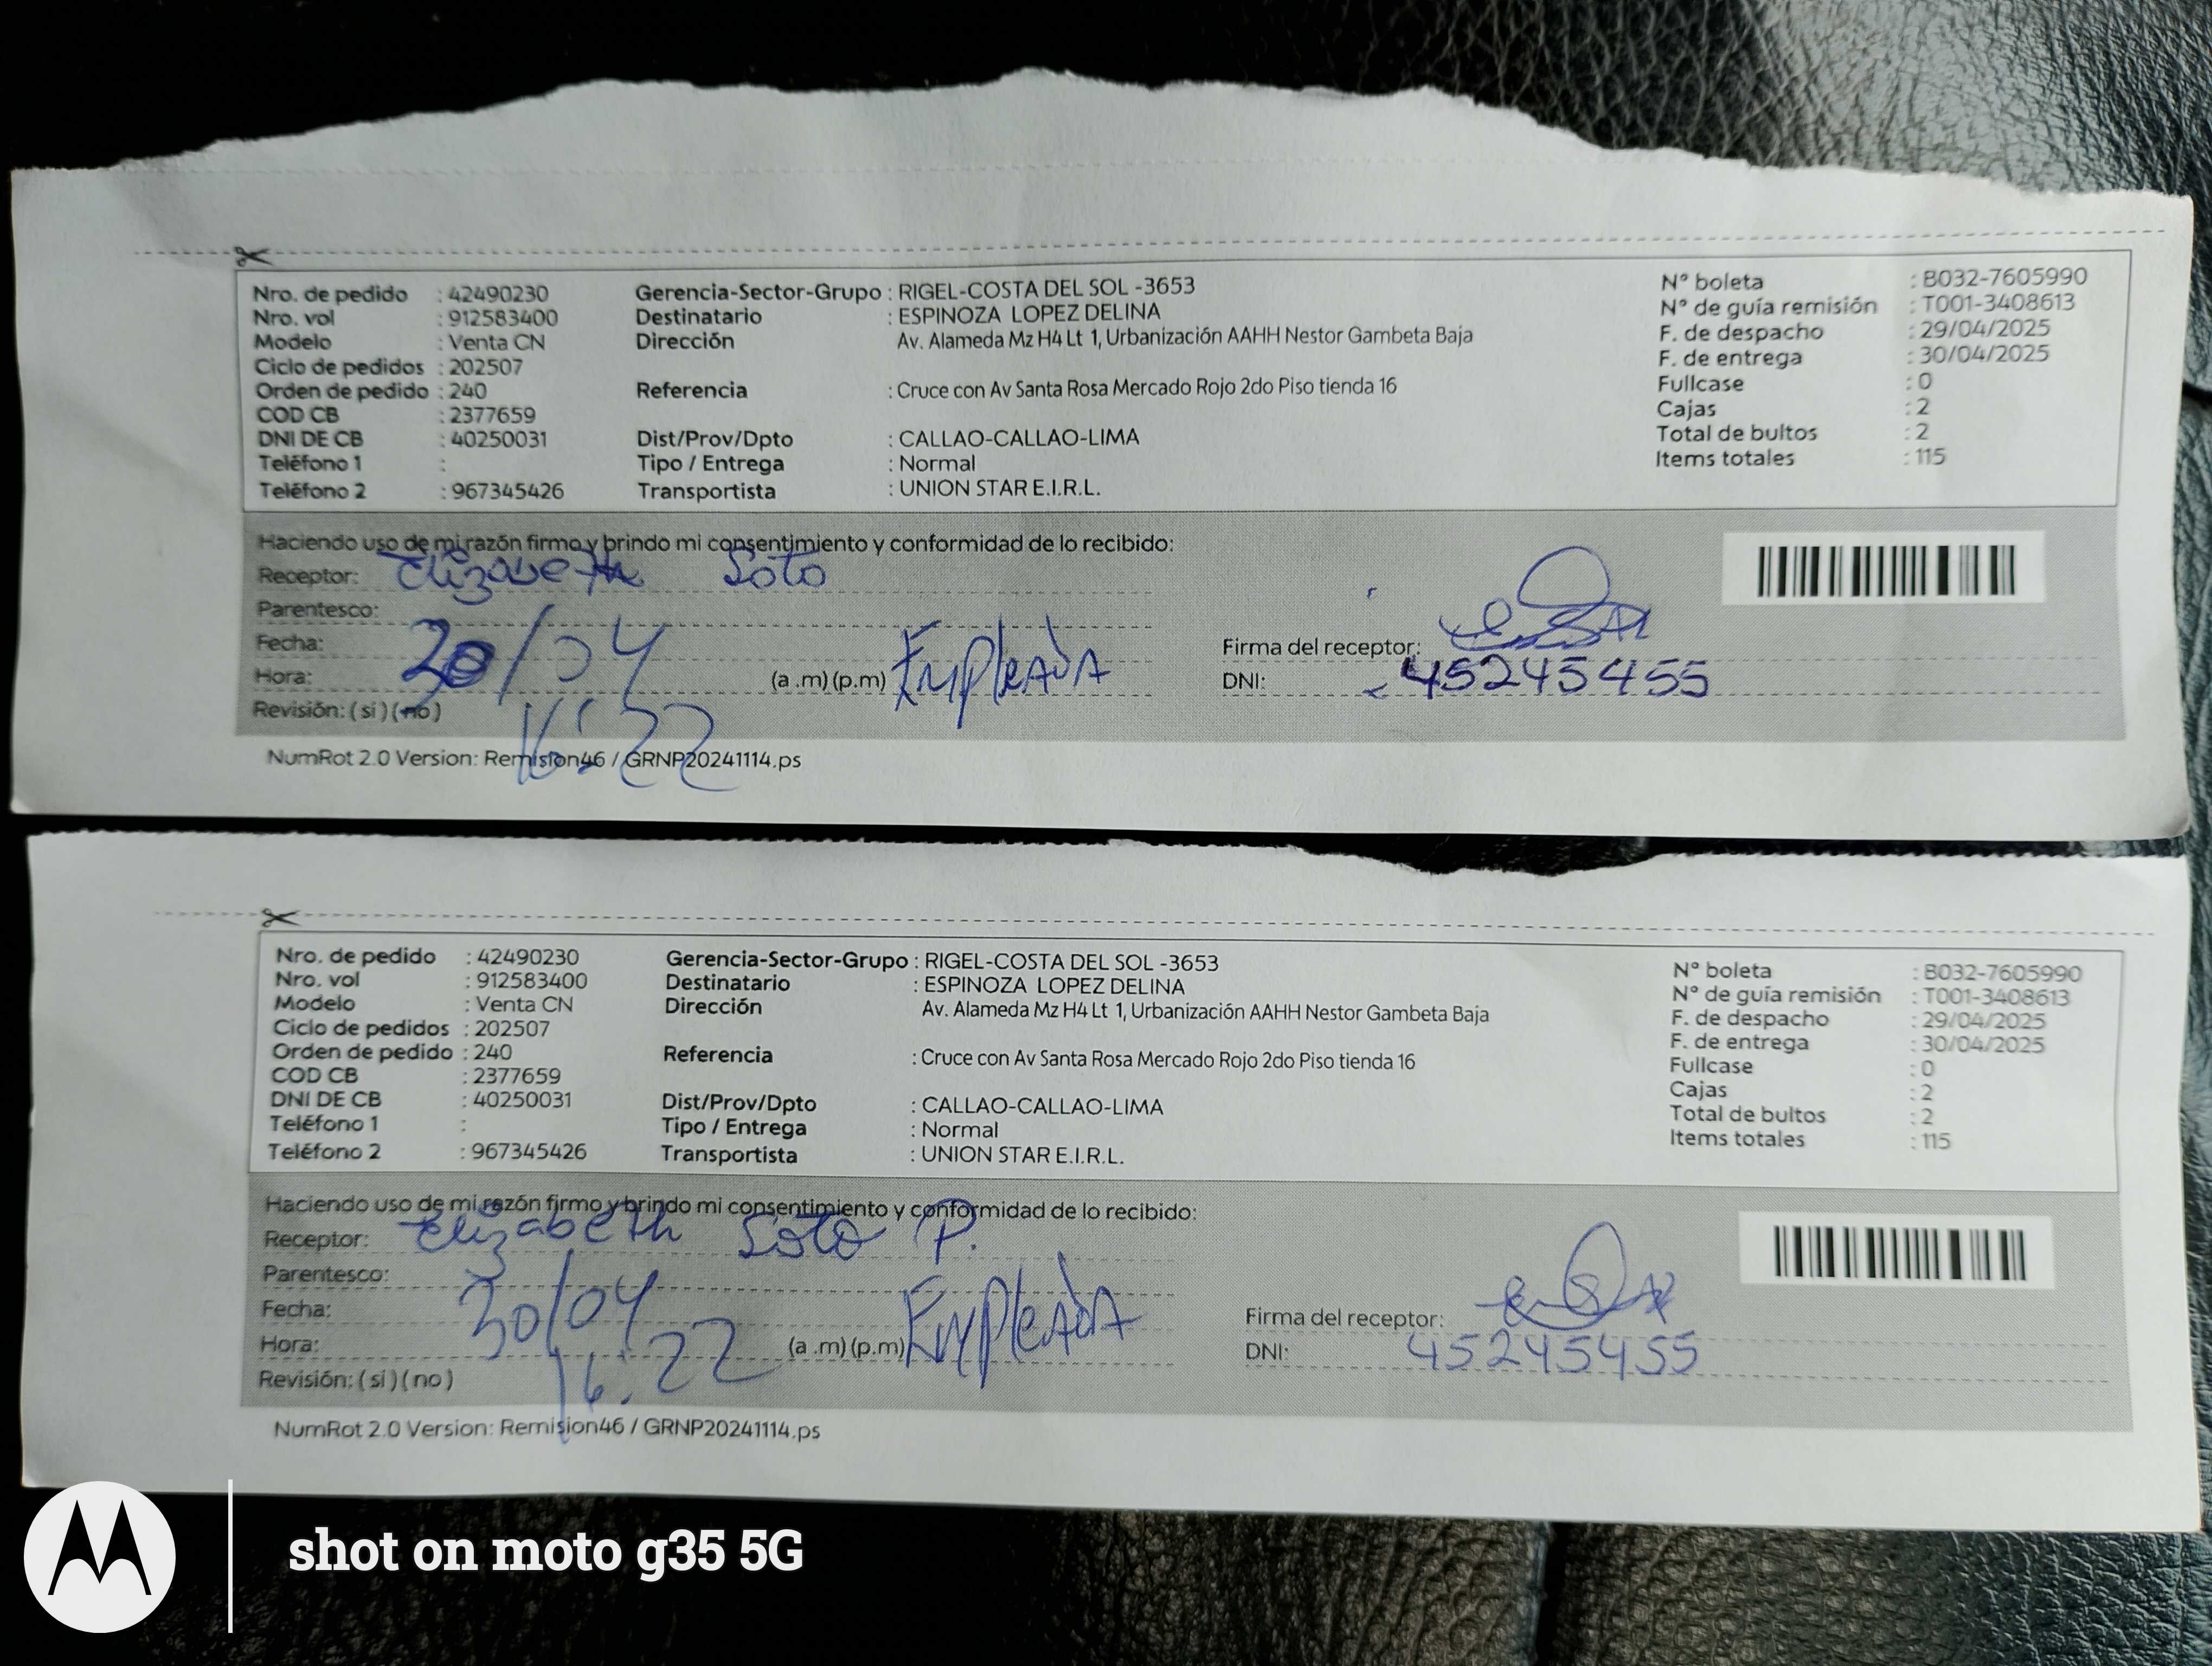 Nro. de pedido : 42490230 Gerencia-Sector-Grupo : RIGEL-COSTA DEL SOL -3653 N° boleta : B032-7605990
Nro. vol : 912583400 Destinatario : ESPINOZA LOPEZ DELINA N° de guía remisión : T001-3408613
Modelo : Venta CN Dirección Av. Alameda Mz H4 Lt 1, Urbanización AAHH Nestor Gambeta Baja F. de despacho : 29/04/2025
Ciclo de pedidos : 202507 F. de entrega : 30/04/2025
Orden de pedido : 240 Referencia : Cruce con Av Santa Rosa Mercado Rojo 2do Piso tienda 16 Fullcase : 0
COD CB : 2377659 Cajas : 2
DNI DE CB : 40250031 Dist/Prov/Dpto : CALLAO-CALLAO-LIMA Total de bultos : 2
Teléfono 1 : Tipo / Entrega : Normal Items totales : 115
Teléfono 2 : 967345426 Transportista : UNION STAR E.I.R.L.
Haciendo uso de mi razón firmo y brindo mi consentimiento y conformidad de lo recibido:
Receptor: Elizabeth Soto
Parentesco:
Fecha: 30/04 Firma del receptor:
Hora: (a .m) (p.m) EmpleAdA DNI: 45245455
Revisión: ( si ) ( no ) 16:22
NumRot 2.0 Version: Remision46 / GRNP20241114.ps
Nro. de pedido : 42490230 Gerencia-Sector-Grupo : RIGEL-COSTA DEL SOL -3653 N° boleta : B032-7605990
Nro. vol : 912583400 Destinatario : ESPINOZA LOPEZ DELINA N° de guía remisión : T001-3408613
Modelo : Venta CN Dirección Av. Alameda Mz H4 Lt 1, Urbanización AAHH Nestor Gambeta Baja F. de despacho : 29/04/2025
Ciclo de pedidos : 202507 F. de entrega : 30/04/2025
Orden de pedido : 240 Referencia : Cruce con Av Santa Rosa Mercado Rojo 2do Piso tienda 16 Fullcase : 0
COD CB : 2377659 Cajas : 2
DNI DE CB : 40250031 Dist/Prov/Dpto : CALLAO-CALLAO-LIMA Total de bultos : 2
Teléfono 1 : Tipo / Entrega : Normal Items totales : 115
Teléfono 2 : 967345426 Transportista : UNION STAR E.I.R.L.
Haciendo uso de mi razón firmo y brindo mi consentimiento y conformidad de lo recibido:
Receptor: Elizabeth Soto P.
Parentesco:
Fecha: 30/04 Firma del receptor:
Hora: 16:22 (a .m) (p.m) EmpleAdA DNI: 45245455
Revisión: ( si ) ( no )
NumRot 2.0 Version: Remision46 / GRNP20241114.ps
shot on moto g35 5G